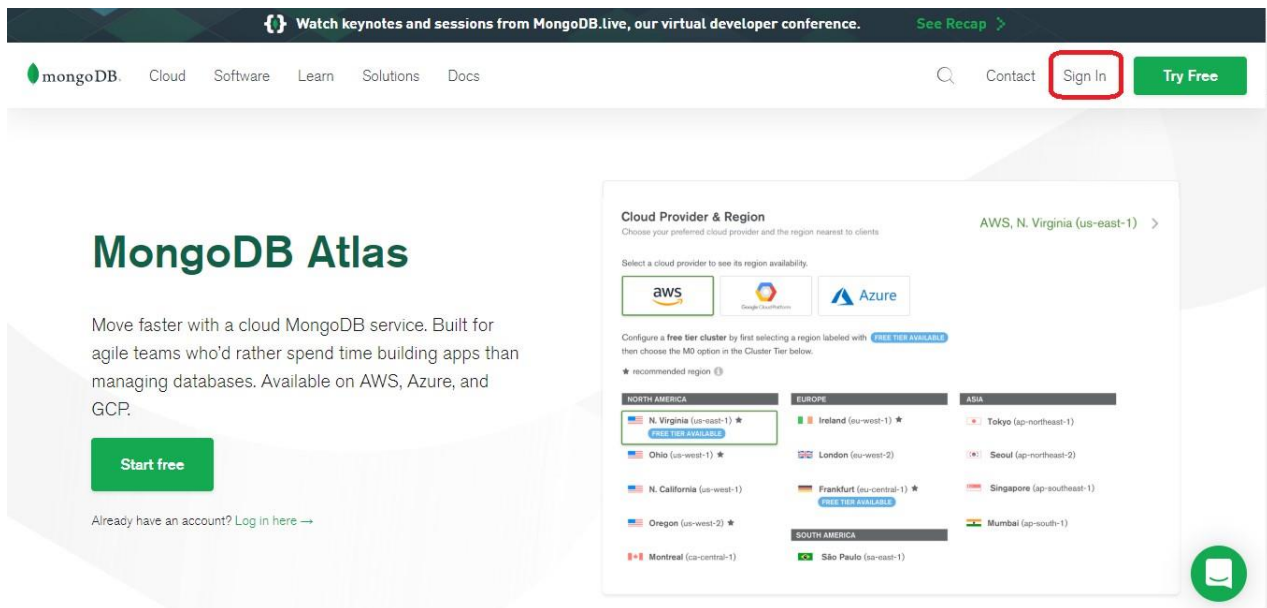 Watch keynotes and sessions from MongoDB.live, our virtual developer conference. See Recap >
mongoDB. Cloud Software Learn Solutions Docs Contact Sign In Try Free
MongoDB Atlas
Move faster with a cloud MongoDB service. Built for
agile teams who'd rather spend time building apps than
managing databases. Available on AWS, Azure, and
GCP.
Start free
Already have an account? Log in here →
Cloud Provider & Region
AWS, N. Virginia (us-east-1) >
Choose your preferred cloud provider and the region nearest to clients
Select a cloud provider to see its region availability.
aws Google Cloud Platform Azure
Configure a free tier cluster by first selecting a region labeled with FREE TIER AVAILABLE
then choose the M0 option in the Cluster Tier below.
★ recommended region
NORTH AMERICA
N. Virginia (us-east-1) ★
FREE TIER AVAILABLE
Ohio (us-west-1) ★
N. California (us-west-1)
Oregon (us-west-2) ★
Montreal (ca-central-1)
EUROPE
Ireland (eu-west-1) ★
London (eu-west-2)
Frankfurt (eu-central-1) ★
FREE TIER AVAILABLE
SOUTH AMERICA
São Paulo (sa-east-1)
ASIA
Tokyo (ap-northeast-1)
Seoul (ap-northeast-2)
Singapore (ap-southeast-1)
Mumbai (ap-south-1)